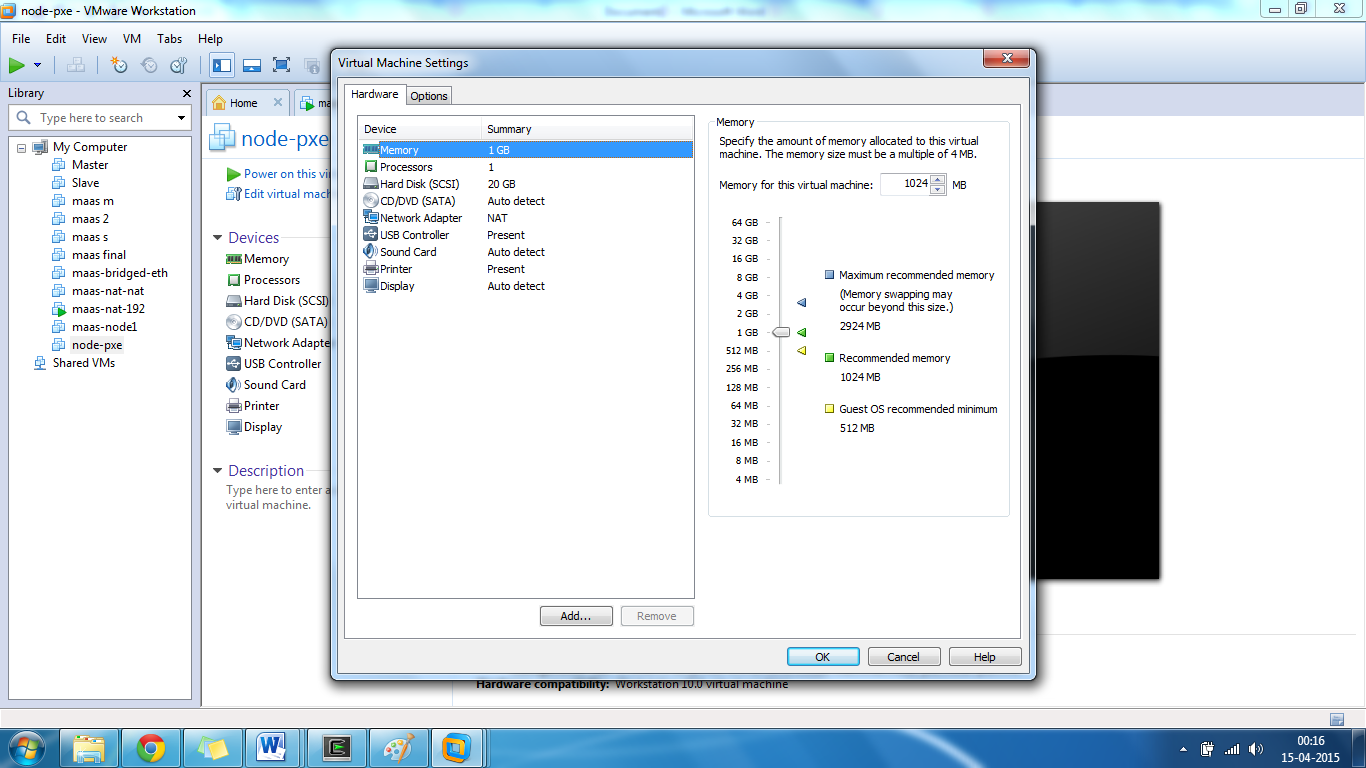 node-pxe - VMware Workstation
File Edit View VM Tabs Help
Library
Type here to search
My Computer
Master
Slave
maas m
maas 2
maas s
maas final
maas-bridged-eth
maas-nat-nat
maas-nat-192
maas-node1
node-pxe
Shared VMs
Home
node-pxe
Power on this
Edit virtual
Devices
Memory
Processors
Hard Disk (SCSI)
CD/DVD (SATA)
Network
USB Controller
Sound Card
Printer
Display
Description
Type here to enter
virtual machine.
Virtual Machine Settings
Hardware Options
Device Summary
Memory 1 GB
Processors 1
Hard Disk (SCSI) 20 GB
CD/DVD (SATA) Auto detect
Network Adapter NAT
USB Controller Present
Sound Card Auto detect
Printer Present
Display Auto detect
Add... Remove
Memory
Specify the amount of memory allocated to this virtual
machine. The memory size must be a multiple of 4 MB.
Memory for this virtual machine: 1024 MB
64 GB
32 GB
16 GB
8 GB
4 GB
2 GB
1 GB
512 MB
256 MB
128 MB
64 MB
32 MB
16 MB
8 MB
4 MB
Maximum recommended memory
(Memory swapping may
occur beyond this size.)
2924 MB
Recommended memory
1024 MB
Guest OS recommended minimum
512 MB
OK Cancel Help
Hardware compatibility: Workstation 10.0 virtual machine
00:16
15-04-2015